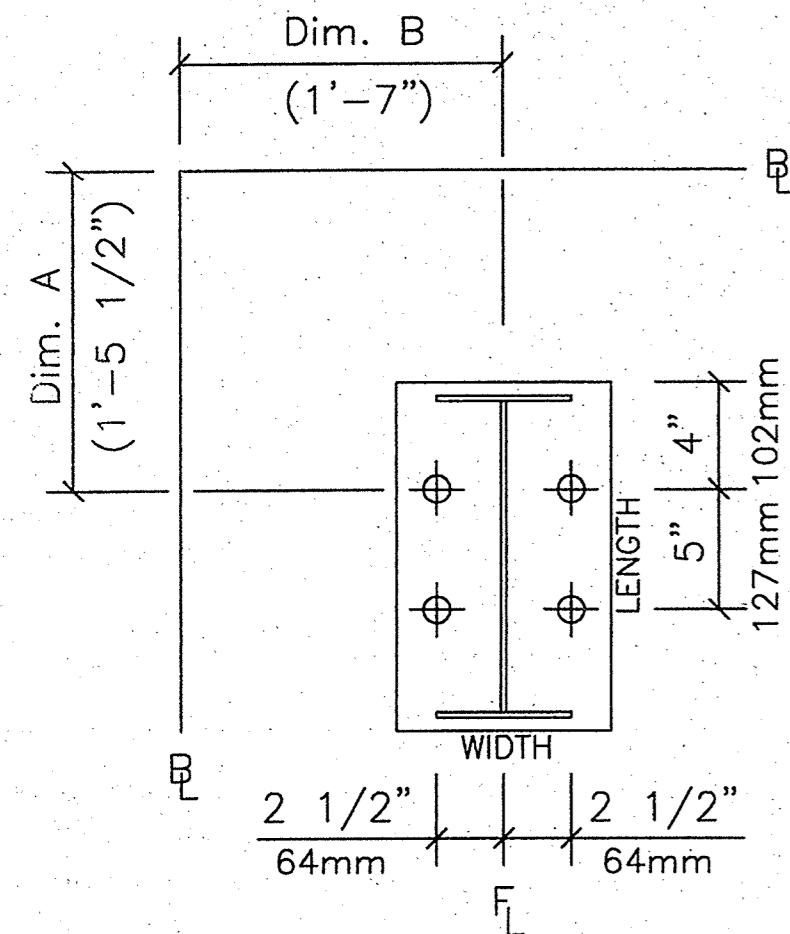 Dim. B
(1'-7")
BL
Dim. A
(1'-5 1/2")
4"
102mm
5"
127mm
LENGTH
WIDTH
BL
2 1/2"
64mm
2 1/2"
64mm
FL